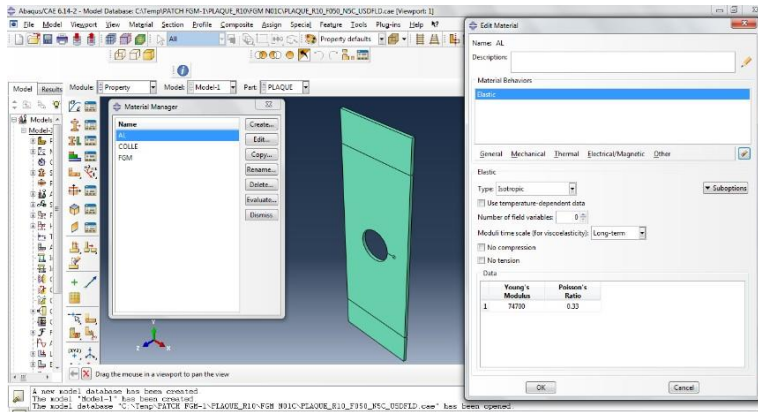 Abaqus/CAE 6.14-2 - Model Database: C:\Temp\PATCH FGM-1\PLAQUE_R10\FGM N01C\PLAQUE_R10_F050_NSC_USDFLD.cae [Viewport: 1]
File Model Viewport View Material Section Profile Composite Assign Special Feature Tools Plug-ins Help
All
Property defaults
Model Results
Module: Property Model: Model-1 Part: PLAQUE
Models
Material Manager
Name
AL
COLLE
FGM
Create...
Edit...
Copy...
Rename...
Delete...
Evaluate...
Dismiss
Y
X
Z
Drag the mouse in a viewport to pan the view
A new model database has been created
The model "Model-1" has been created
The model database "C:\Temp\PATCH FGM-1\PLAQUE_R10\FGM N01C\PLAQUE_R10_F050_NSC_USDFLD.cae" has been opened.
Edit Material
Name: AL
Description:
Material Behaviors
Elastic
General Mechanical Thermal Electrical/Magnetic Other
Elastic
Type: Isotropic
Suboptions
Use temperature-dependent data
Number of field variables: 0
Moduli time scale (for viscoelasticity): Long-term
No compression
No tension
Data
Young's Modulus
Poisson's Ratio
1 74700 0.33
OK
Cancel